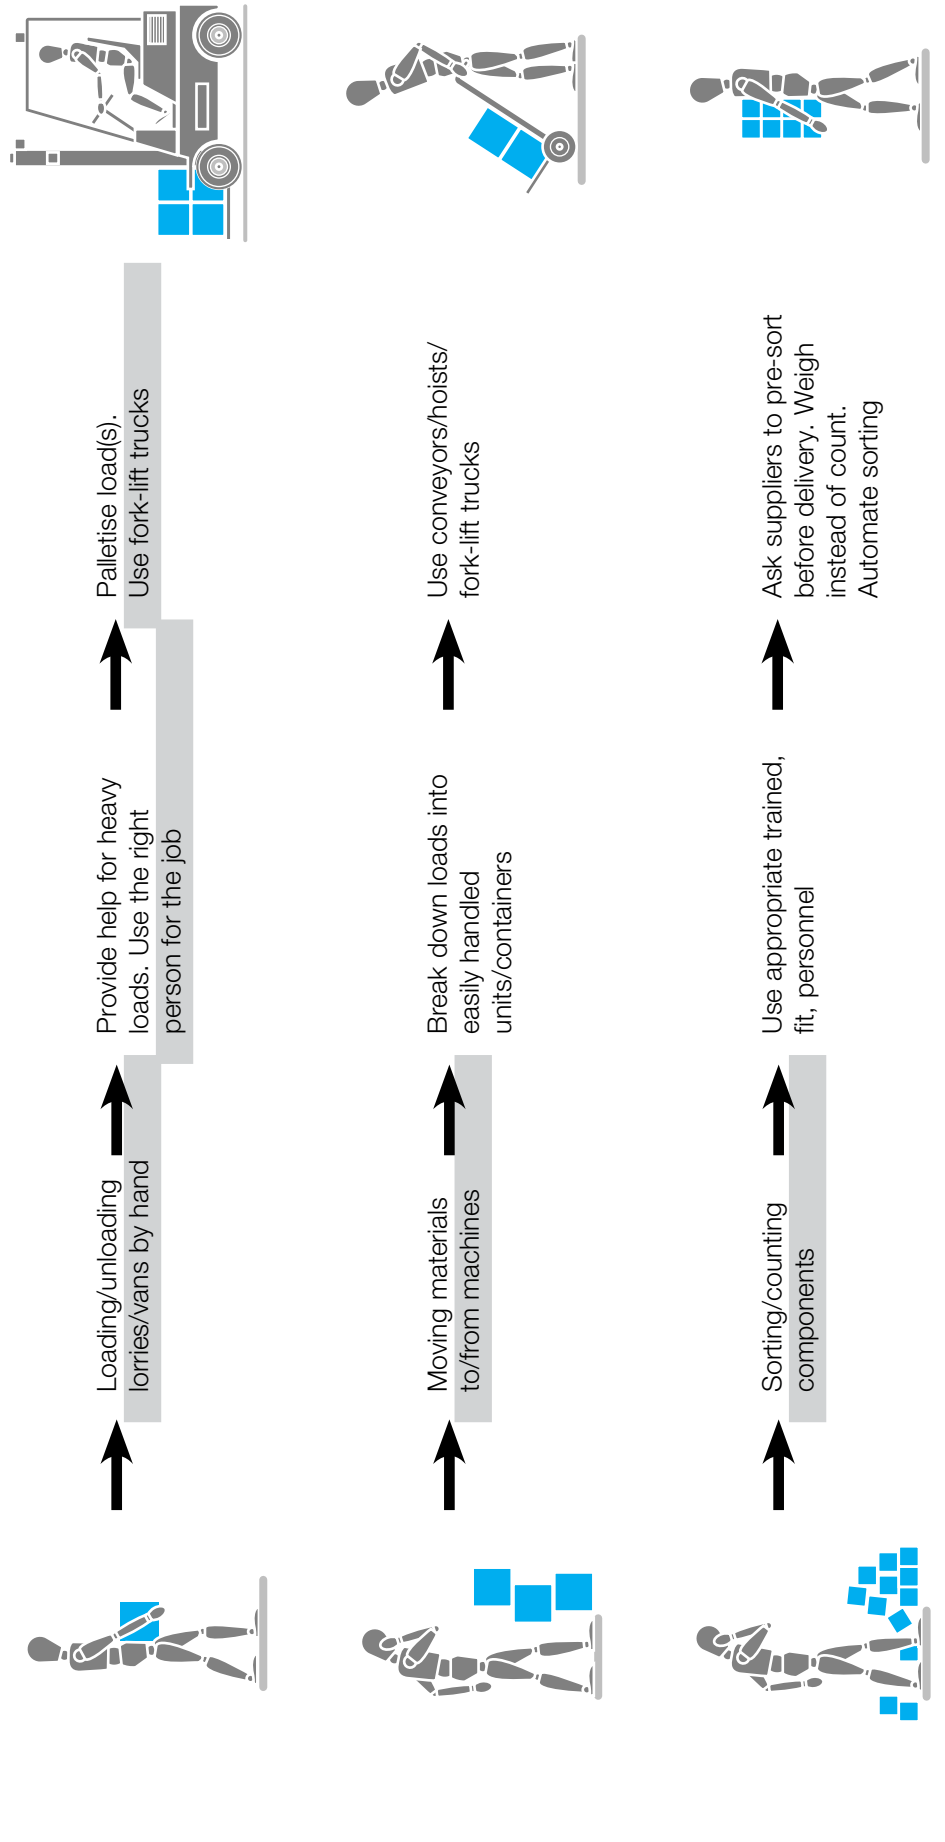 Loading/unloading
lorries/vans by hand
Provide help for heavy
loads. Use the right
person for the job
Palletise load(s).
Use fork-lift trucks
Moving materials
to/from machines
Break down loads into
easily handled
units/containers
Use conveyors/hoists/
fork-lift trucks
Sorting/counting
components
Use appropriate trained,
fit, personnel
Ask suppliers to pre-sort
before delivery. Weigh
instead of count.
Automate sorting